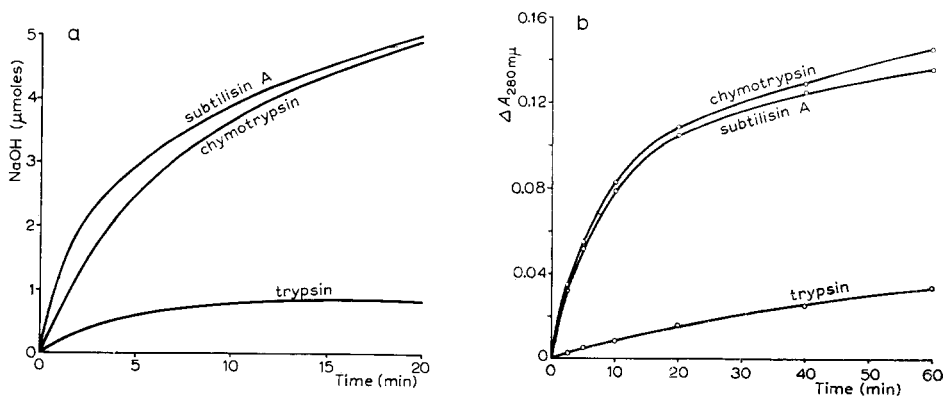 a
5
4
3
2
1
0
NaOH (µmoles)
subtilisin A
chymotrypsin
trypsin
0 5 10 15 20
Time (min)
b
0.16
0.12
0.08
0.04
0
ΔA280 mµ
chymotrypsin
subtilisin A
trypsin
0 10 20 30 40 50 60
Time (min)